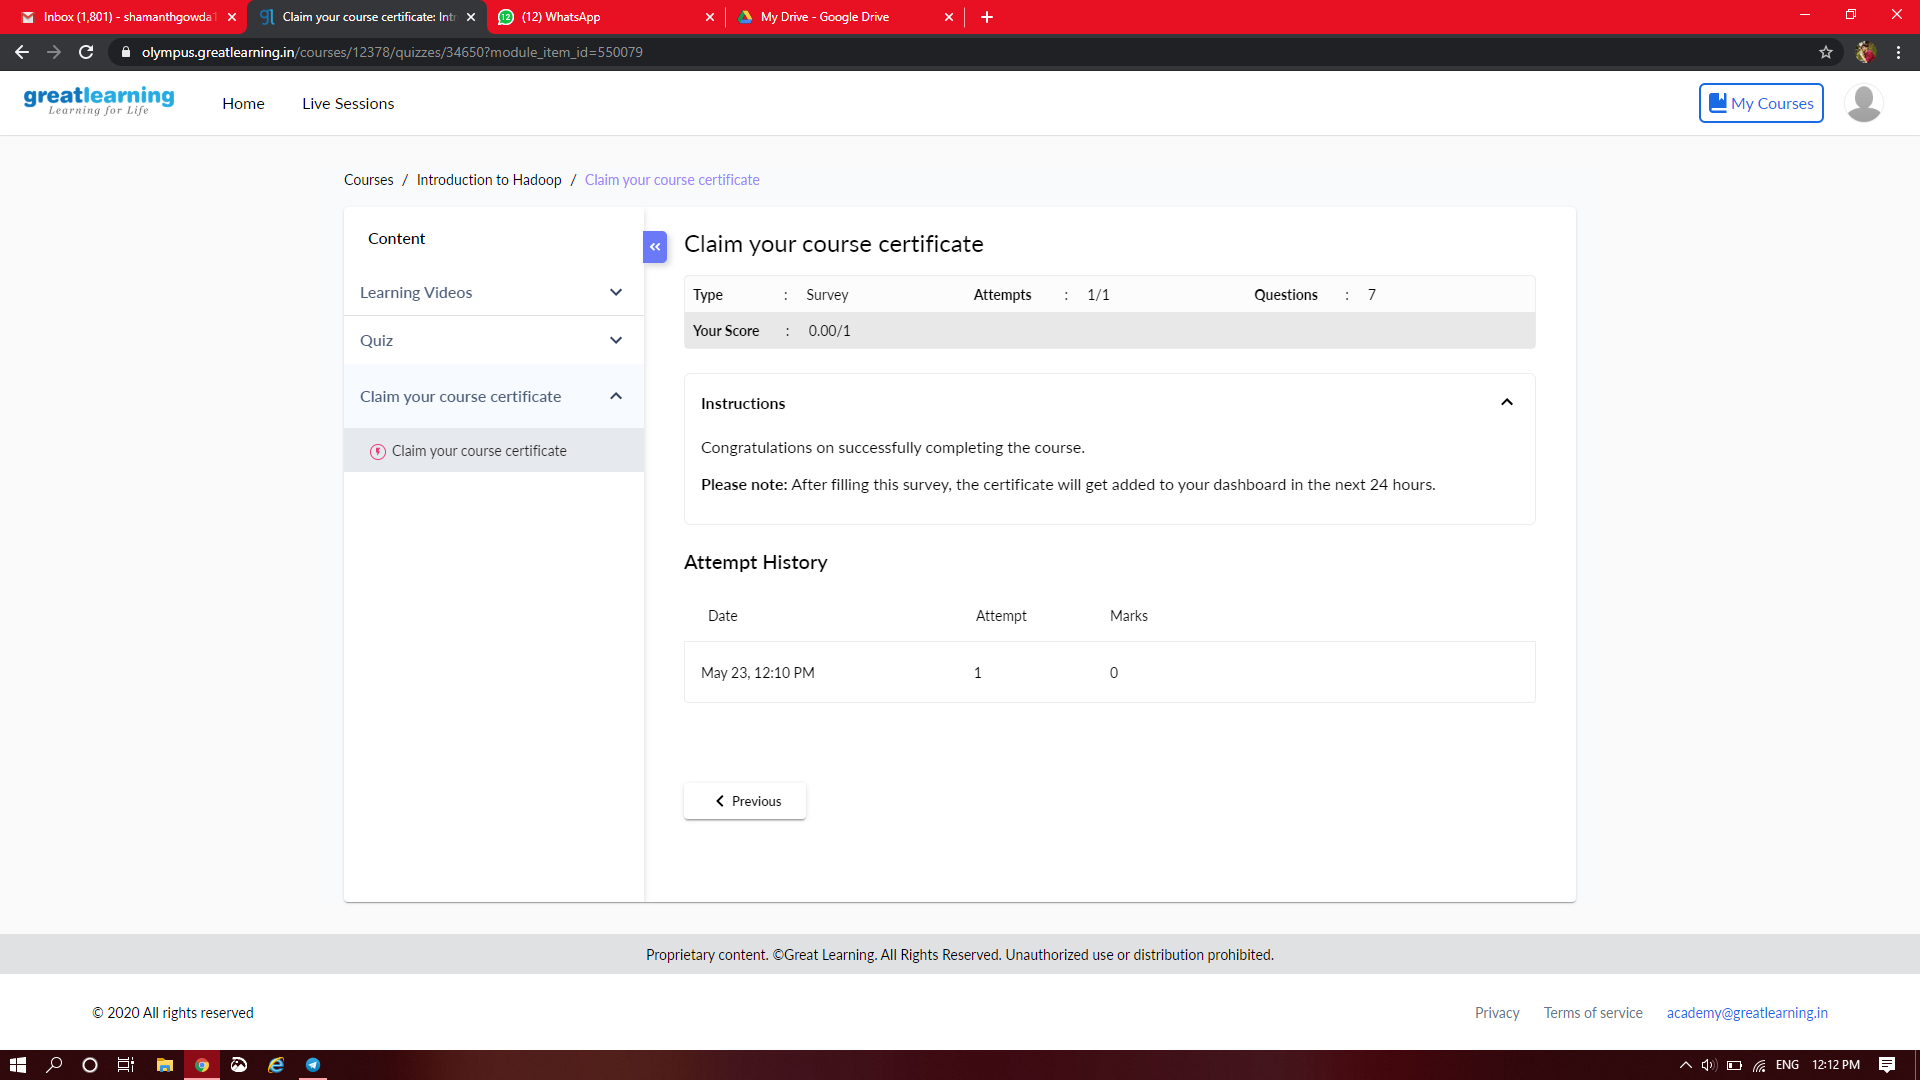 Inbox (1,801) - shamanthgowda1
Claim your course certificate: Intr
(12) WhatsApp
My Drive - Google Drive
olympus.greatlearning.in/courses/12378/quizzes/34650?module_item_id=550079
greatlearning
Learning for Life
Home
Live Sessions
My Courses
Courses / Introduction to Hadoop / Claim your course certificate
Content
Learning Videos
Quiz
Claim your course certificate
Claim your course certificate
Claim your course certificate
Type : Survey Attempts : 1/1 Questions : 7
Your Score : 0.00/1
Instructions
Congratulations on successfully completing the course.
Please note: After filling this survey, the certificate will get added to your dashboard in the next 24 hours.
Attempt History
Date Attempt Marks
May 23, 12:10 PM 1 0
Previous
Proprietary content. ©Great Learning. All Rights Reserved. Unauthorized use or distribution prohibited.
© 2020 All rights reserved
Privacy Terms of service academy@greatlearning.in
ENG 12:12 PM